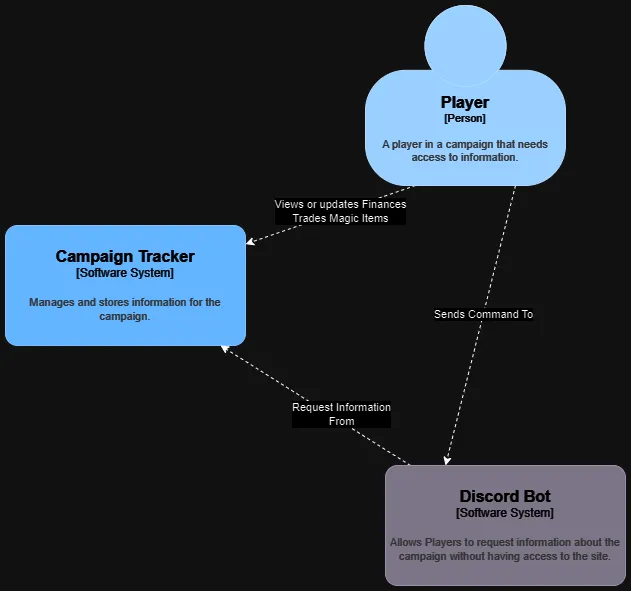 Player
[Person]
A player in a campaign that needs
access to information.
Views or updates Finances
Trades Magic Items
Campaign Tracker
[Software System]
Manages and stores information for the
campaign.
Sends Command To
Request Information
From
Discord Bot
[Software System]
Allows Players to request information about the
campaign without having access to the site.